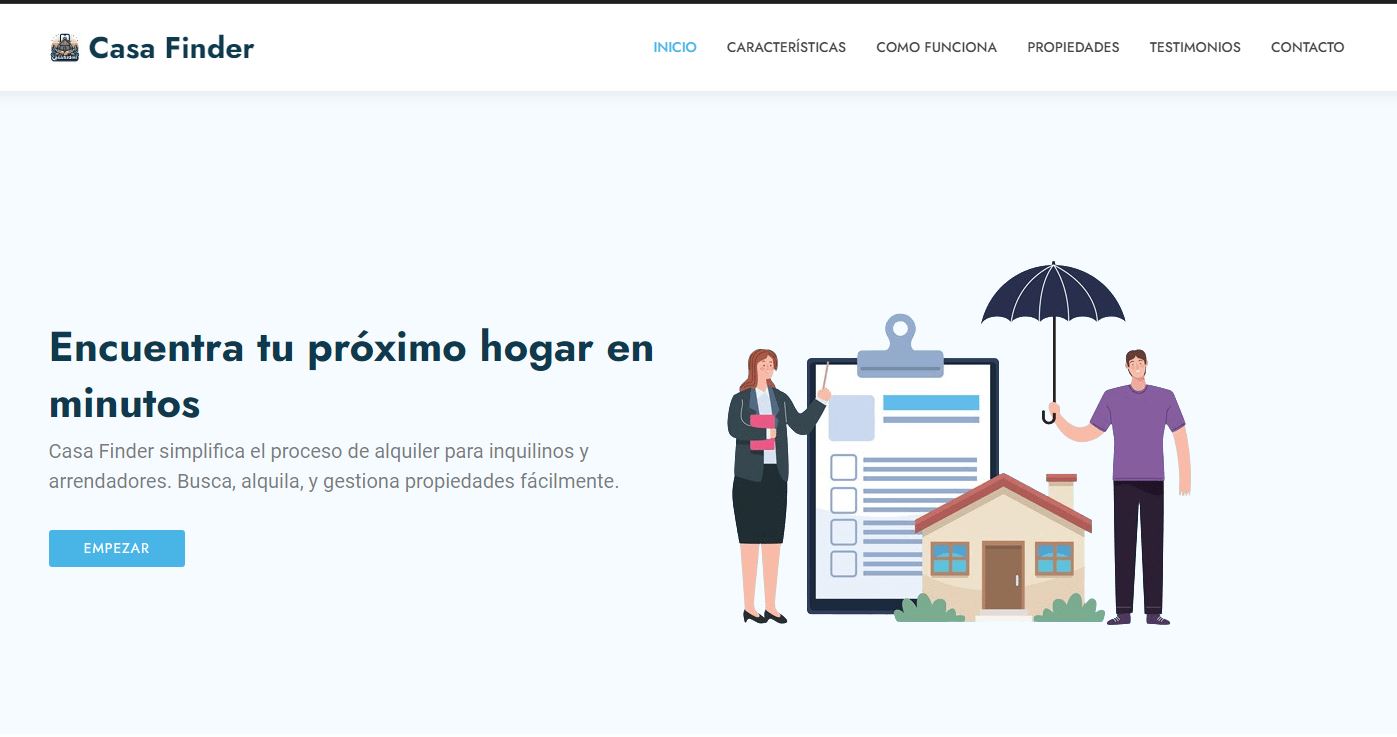 Casa Finder
INICIO
CARACTERÍSTICAS
COMO FUNCIONA
PROPIEDADES
TESTIMONIOS
CONTACTO
Encuentra tu próximo hogar en
minutos
Casa Finder simplifica el proceso de alquiler para inquilinos y
arrendadores. Busca, alquila, y gestiona propiedades fácilmente.
EMPEZAR